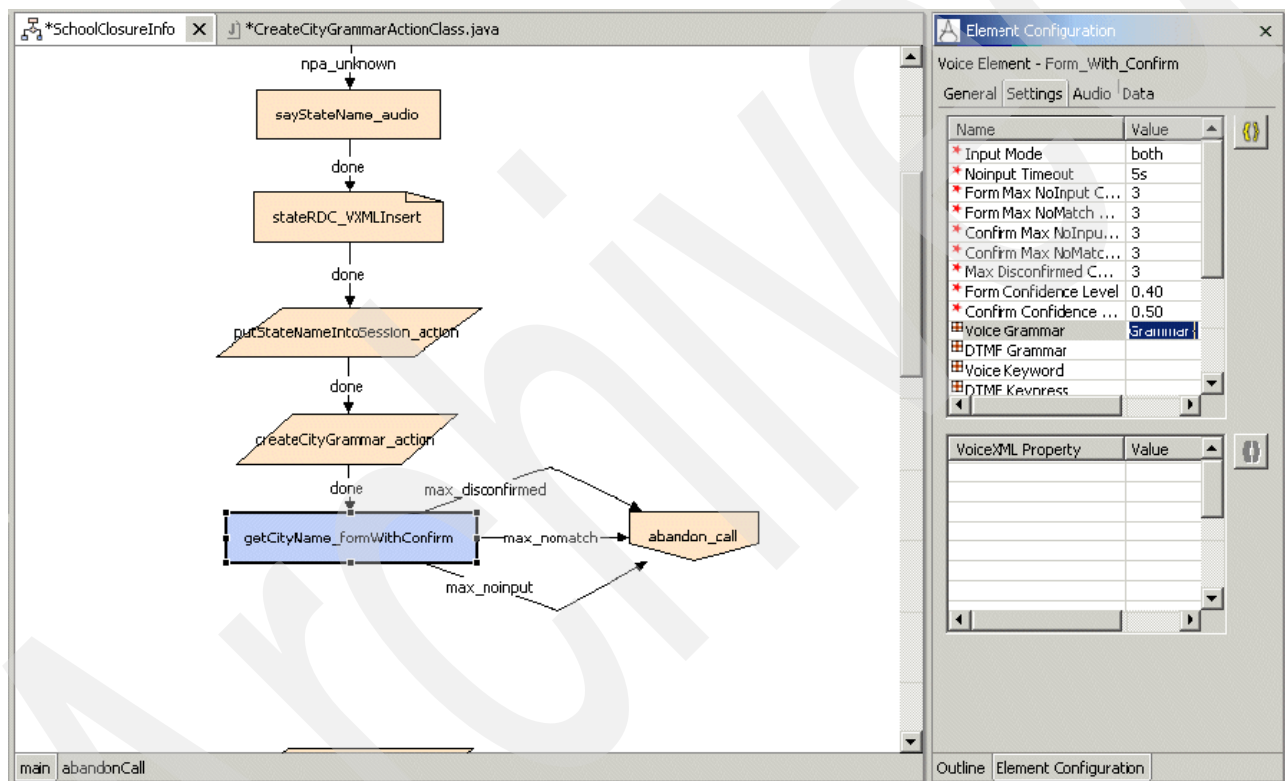 *SchoolClosureInfo X *CreateCityGrammarActionClass.java
npa_unknown
sayStateName_audio
done
stateRDC_VXMLInsert
done
putStateNameIntoSession_action
done
createCityGrammar_action
done
max_disconfirmed
getCityName_formWithConfirm
max_nomatch
abandon_call
max_noinput
main abandonCall
Element Configuration
Voice Element - Form_With_Confirm
General Settings Audio Data
Name Value
* Input Mode both
* Noinput Timeout 5s
* Form Max NoInput C... 3
* Form Max NoMatch ... 3
* Confirm Max NoInpu... 3
* Confirm Max NoMatc... 3
* Max Disconfirmed C... 3
* Form Confidence Level 0.40
* Confirm Confidence ... 0.50
Voice Grammar Grammar
DTMF Grammar
Voice Keyword
DTMF Keypress
VoiceXML Property Value
Outline Element Configuration